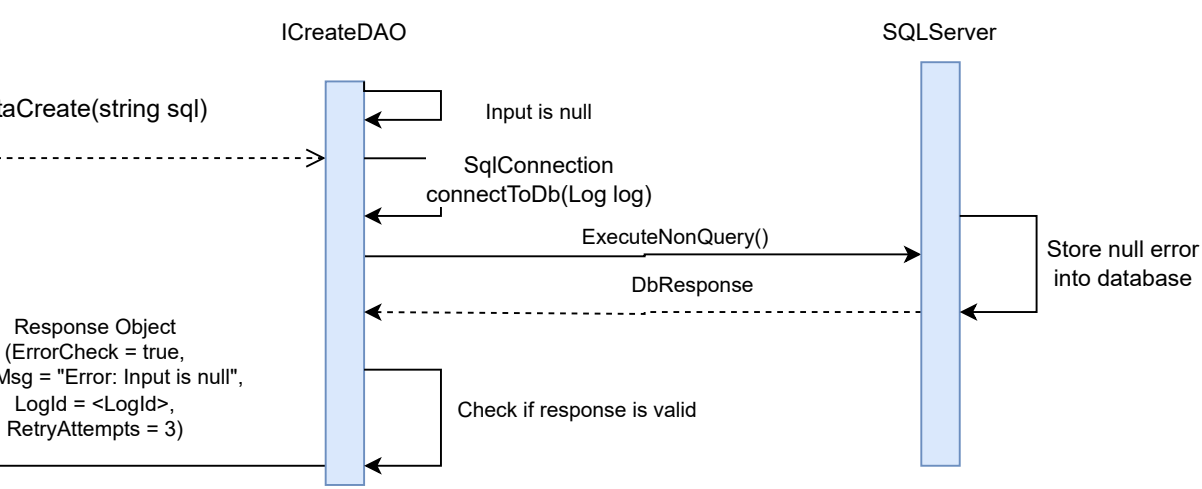 ICreateDAO
SQLServer
taCreate(string sql)
Input is null
SqlConnection
connectToDb(Log log)
ExecuteNonQuery()
Store null error
into database
DbResponse
Response Object
(ErrorCheck = true,
Msg = "Error: Input is null",
LogId = <LogId>,
RetryAttempts = 3)
Check if response is valid